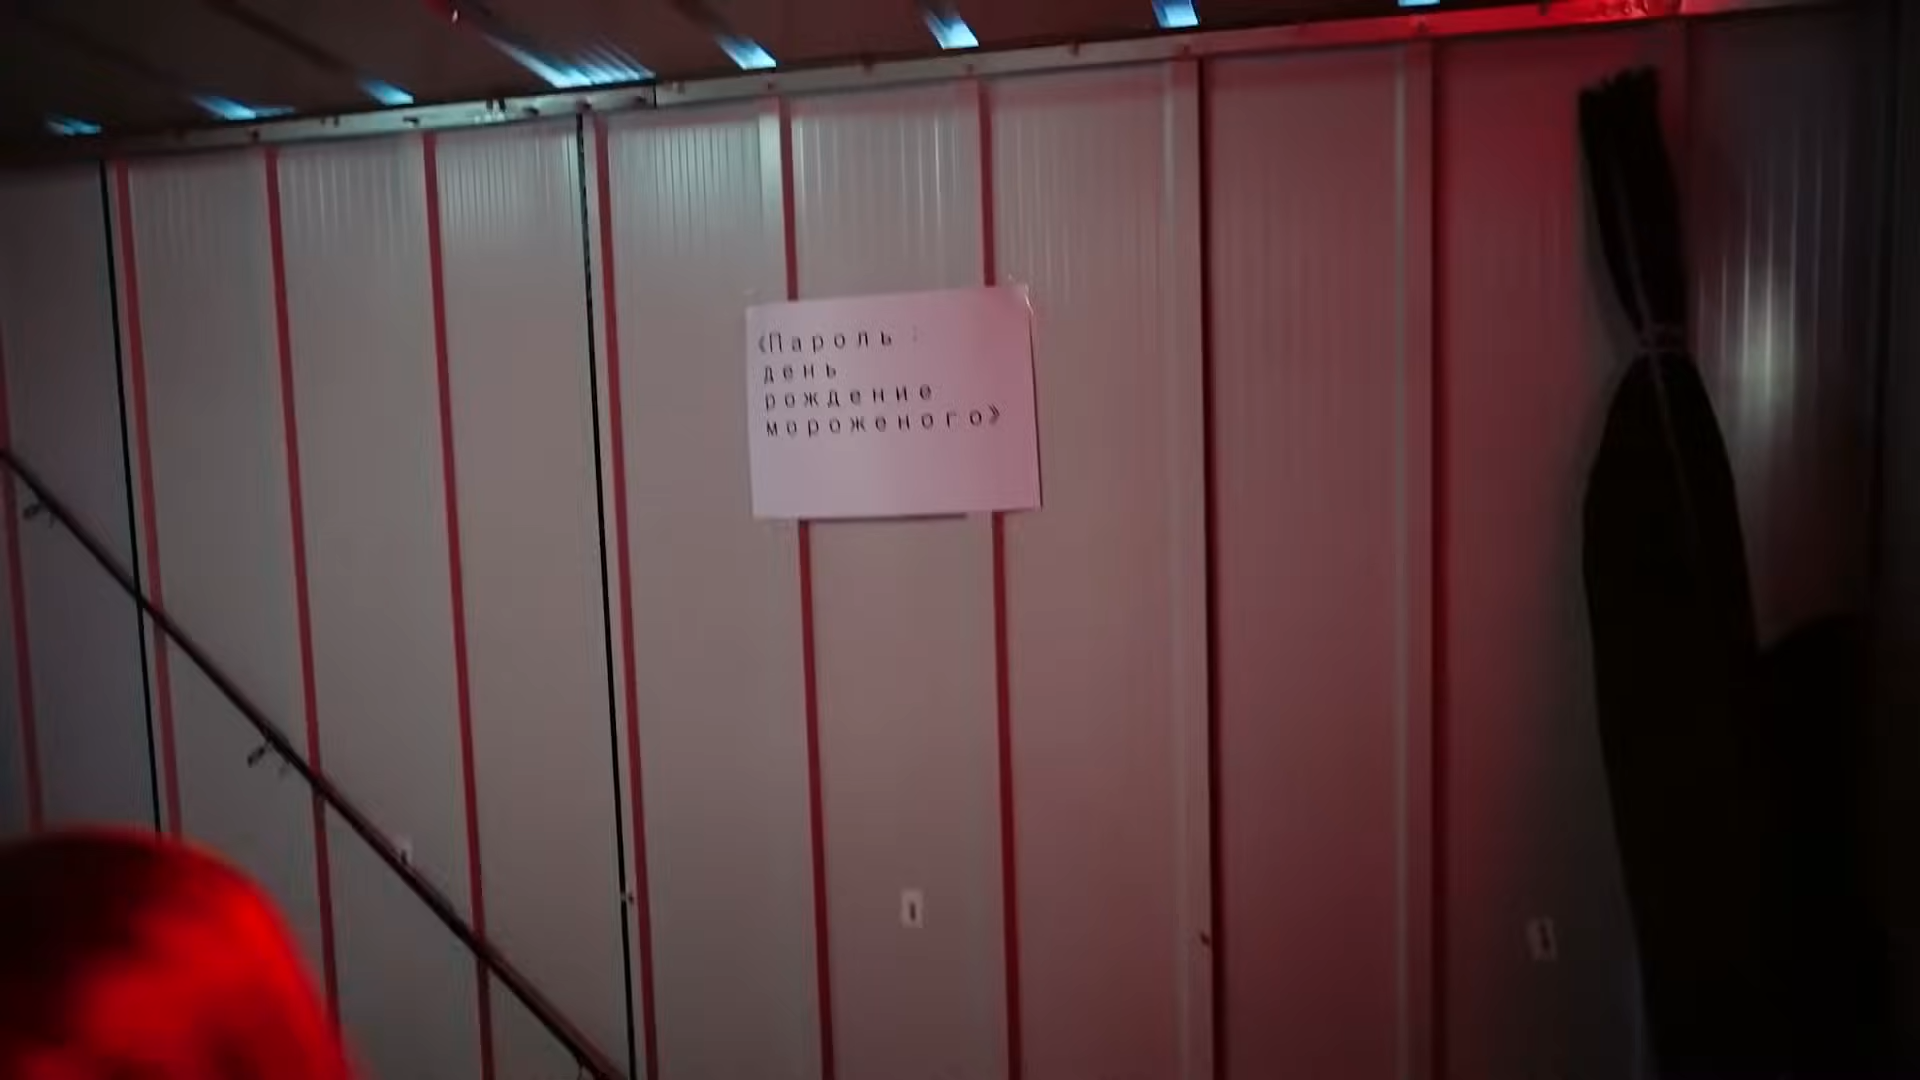 «Пароль :
день
рождение
мороженого»